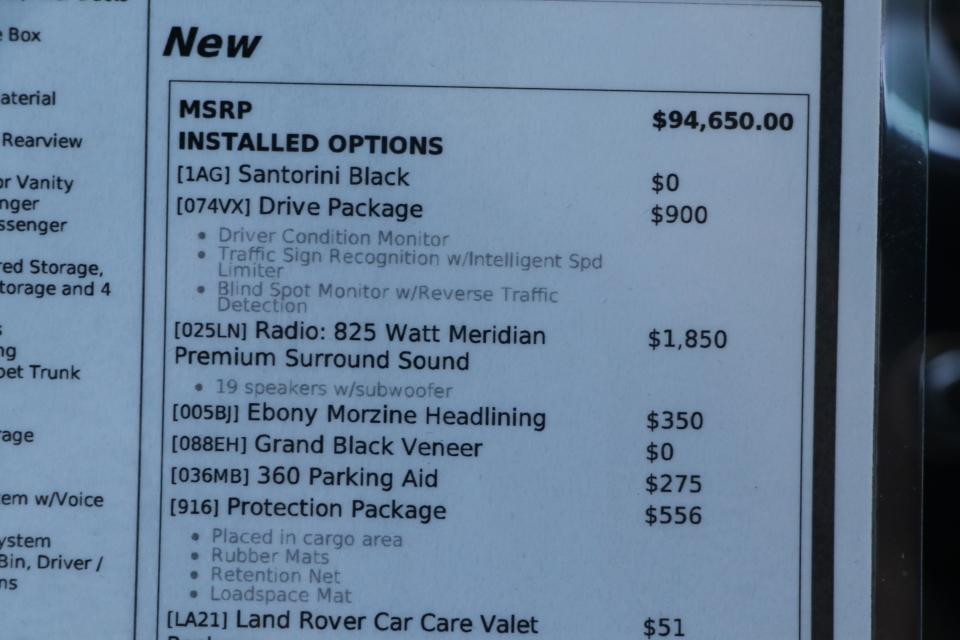 e Box
aterial
Rearview
or Vanity
nger
ssenger
red Storage,
torage and 4
ng
pet Trunk
rage
em w/Voice
ystem
Bin, Driver /
ns
New
MSRP $94,650.00
INSTALLED OPTIONS
[1AG] Santorini Black $0
[074VX] Drive Package $900
• Driver Condition Monitor
• Traffic Sign Recognition w/Intelligent Spd
Limiter
• Blind Spot Monitor w/Reverse Traffic
Detection
[025LN] Radio: 825 Watt Meridian $1,850
Premium Surround Sound
• 19 speakers w/subwoofer
[005BJ] Ebony Morzine Headlining $350
[088EH] Grand Black Veneer $0
[036MB] 360 Parking Aid $275
[916] Protection Package $556
• Placed in cargo area
• Rubber Mats
• Retention Net
• Loadspace Mat
[LA21] Land Rover Car Care Valet $51